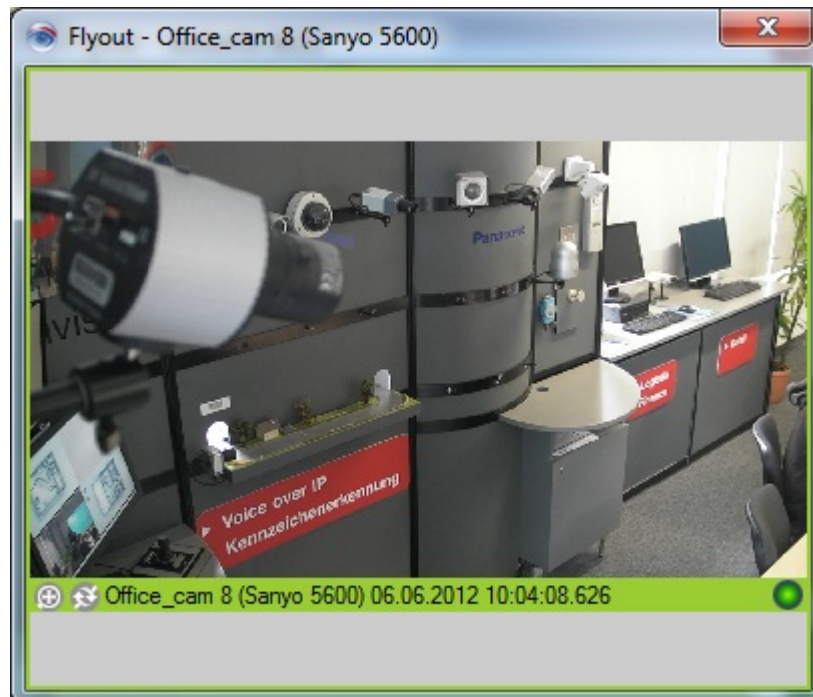 Flyout - Office_cam 8 (Sanyo 5600)
Panasonic
Voice over IP
Kennzeichenerkennung
Logistik
Office_cam 8 (Sanyo 5600) 06.06.2012 10:04:08.626